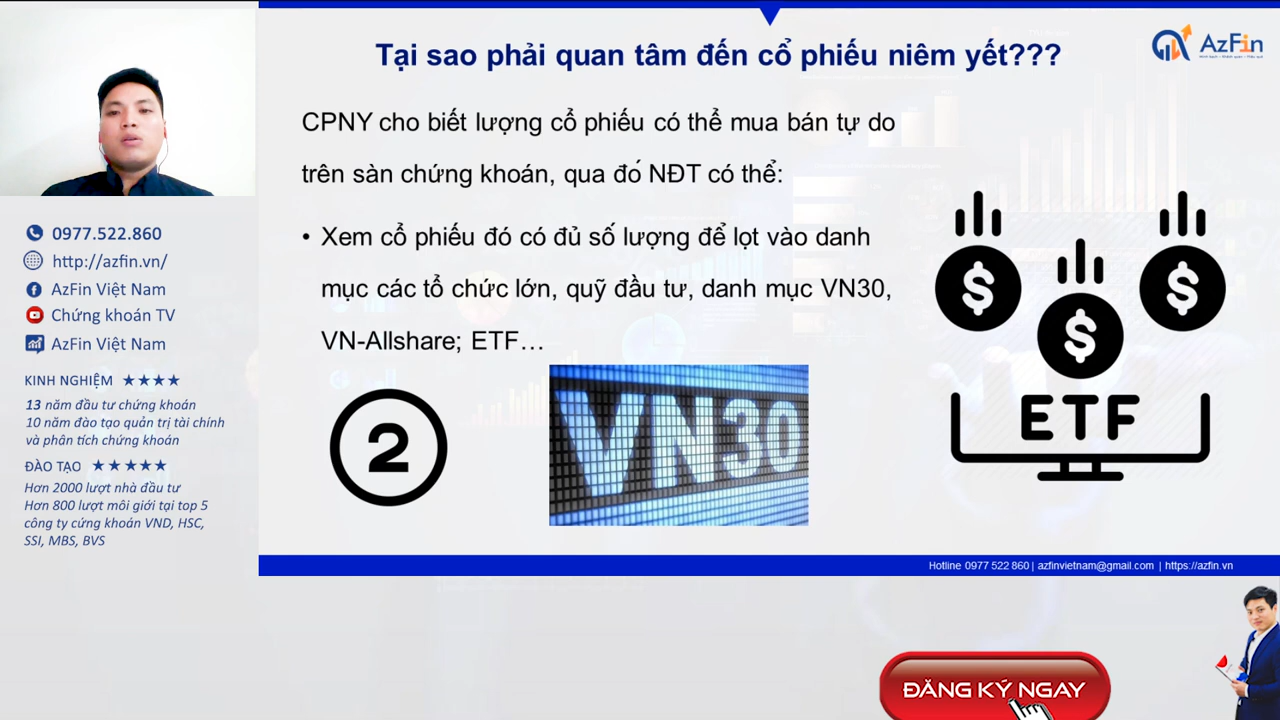 Tại sao phải quan tâm đến cổ phiếu niêm yết???
AzFin
CPNY cho biết lượng cổ phiếu có thể mua bán tự do
trên sàn chứng khoán, qua đó NĐT có thể:
• Xem cổ phiếu đó có đủ số lượng để lọt vào danh
mục các tổ chức lớn, quỹ đầu tư, danh mục VN30,
VN-Allshare; ETF…
2
VN30
$ $ $
ETF
0977.522.860
http://azfin.vn/
AzFin Việt Nam
Chứng khoán TV
AzFin Việt Nam
KINH NGHIỆM ★★★★
13 năm đầu tư chứng khoán
10 năm đào tạo quản trị tài chính
và phân tích chứng khoán
ĐÀO TẠO ★★★★★
Hơn 2000 lượt nhà đầu tư
Hơn 800 lượt môi giới tại top 5
công ty cứng khoán VND, HSC,
SSI, MBS, BVS
Hotline 0977 522 860 | azfinvietnam@gmail.com | https://azfin.vn
ĐĂNG KÝ NGAY